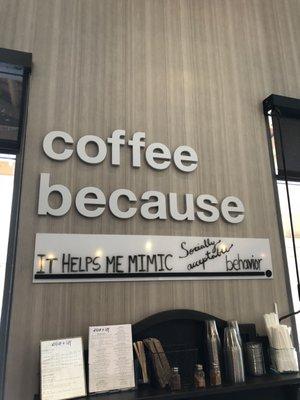 coffee
because
IT HELPS ME MIMIC Socially acceptable behavior